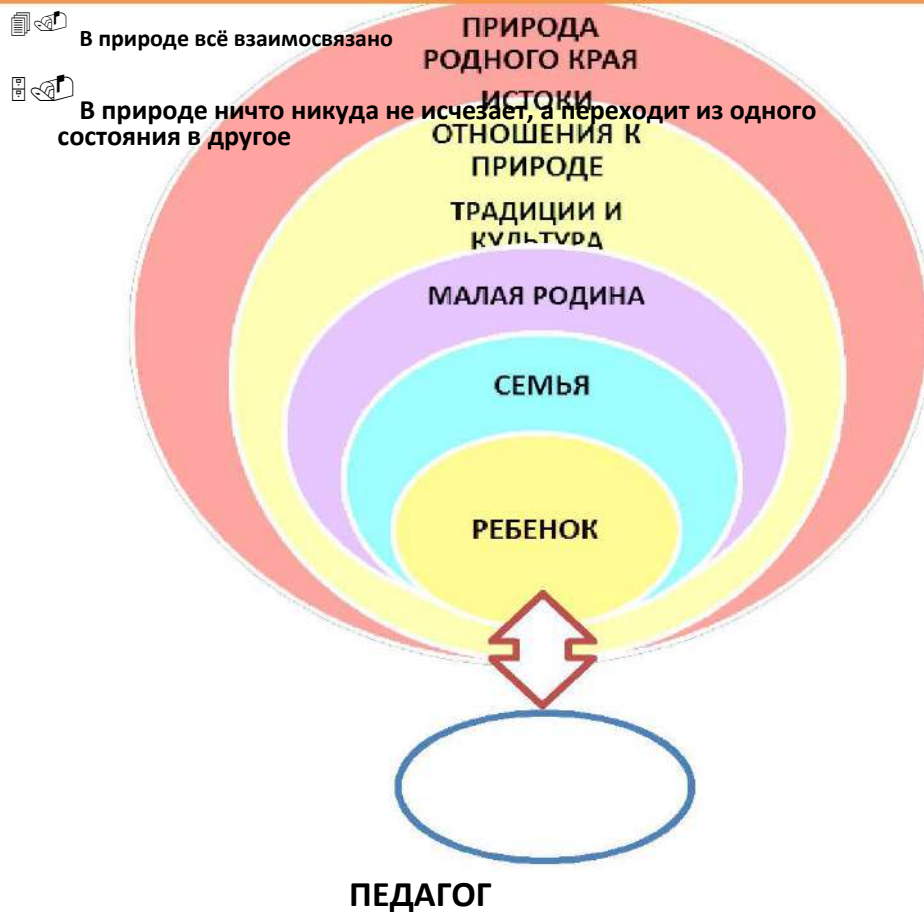 В природе всё взаимосвязано
В природе ничто никуда не исчезает, а переходит из одного
состояния в другое
ПРИРОДА
РОДНОГО КРАЯ
ИСТОКИ
ОТНОШЕНИЯ К
ПРИРОДЕ
ТРАДИЦИИ И
КУЛЬТУРА
МАЛАЯ РОДИНА
СЕМЬЯ
РЕБЕНОК
ПЕДАГОГ